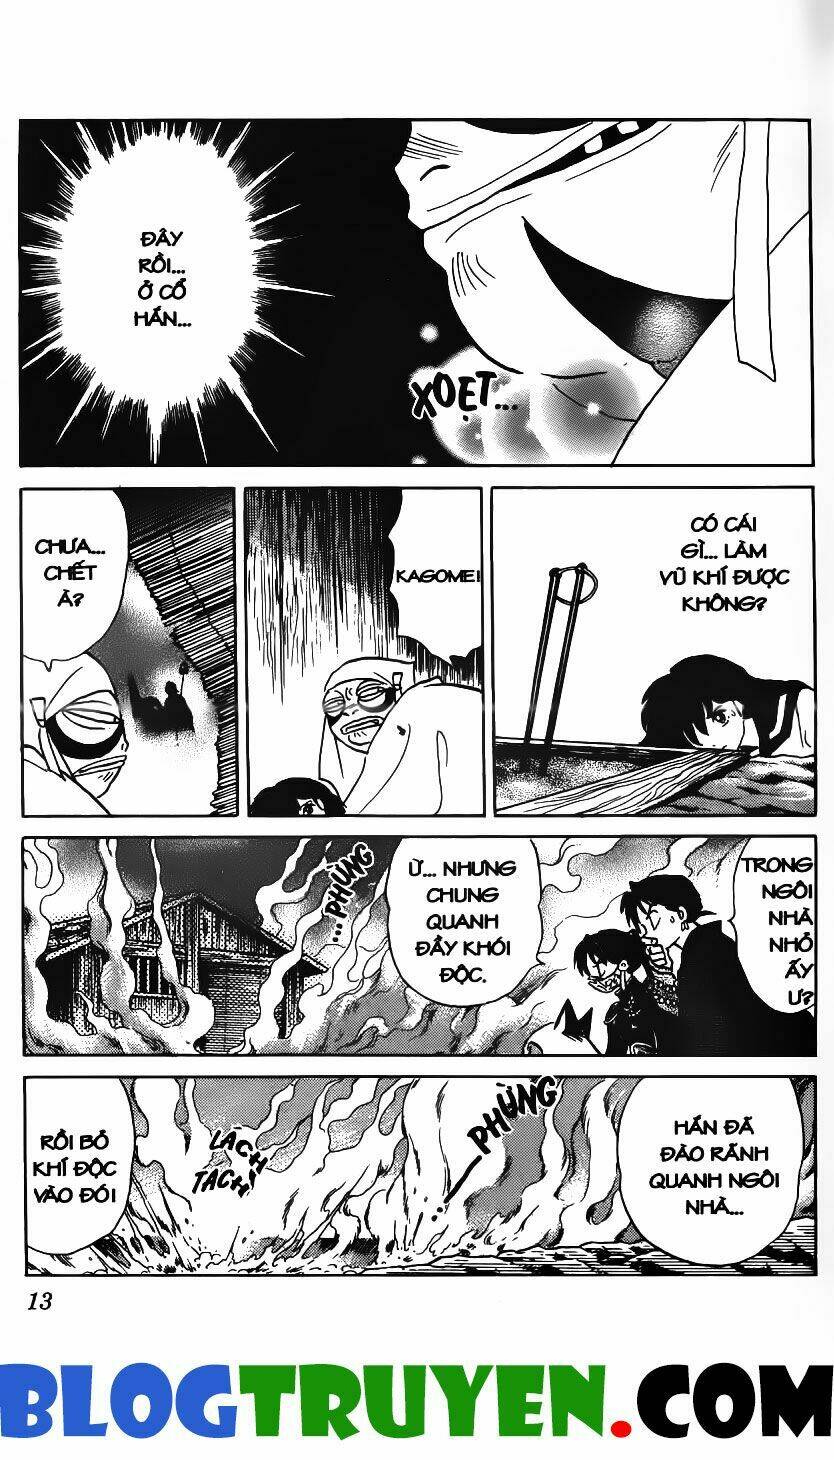 ĐÂY
RỒI...
Ở CỔ
HẮN...
XOẸT...
CÓ CÁI
GÌ... LÀM
VŨ KHÍ ĐƯỢC
KHÔNG?
KAGOME!
CHƯA...
CHẾT
À?
TRONG
NGÔI
NHÀ
NHỎ
ẤY
Ư?
Ừ... NHƯNG
CHUNG
QUANH
ĐẦY KHÓI
ĐỘC.
... PHÙNG
HẮN ĐÃ
ĐÀO RÃNH
QUANH NGÔI
NHÀ...
PHỪNG
LÁCH
TÁCH
RỒI BỎ
KHÍ ĐỘC
VÀO ĐÓ!
13
BLOGTRUYEN.COM